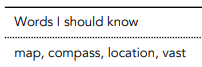 Words I should know
map, compass, location, vast